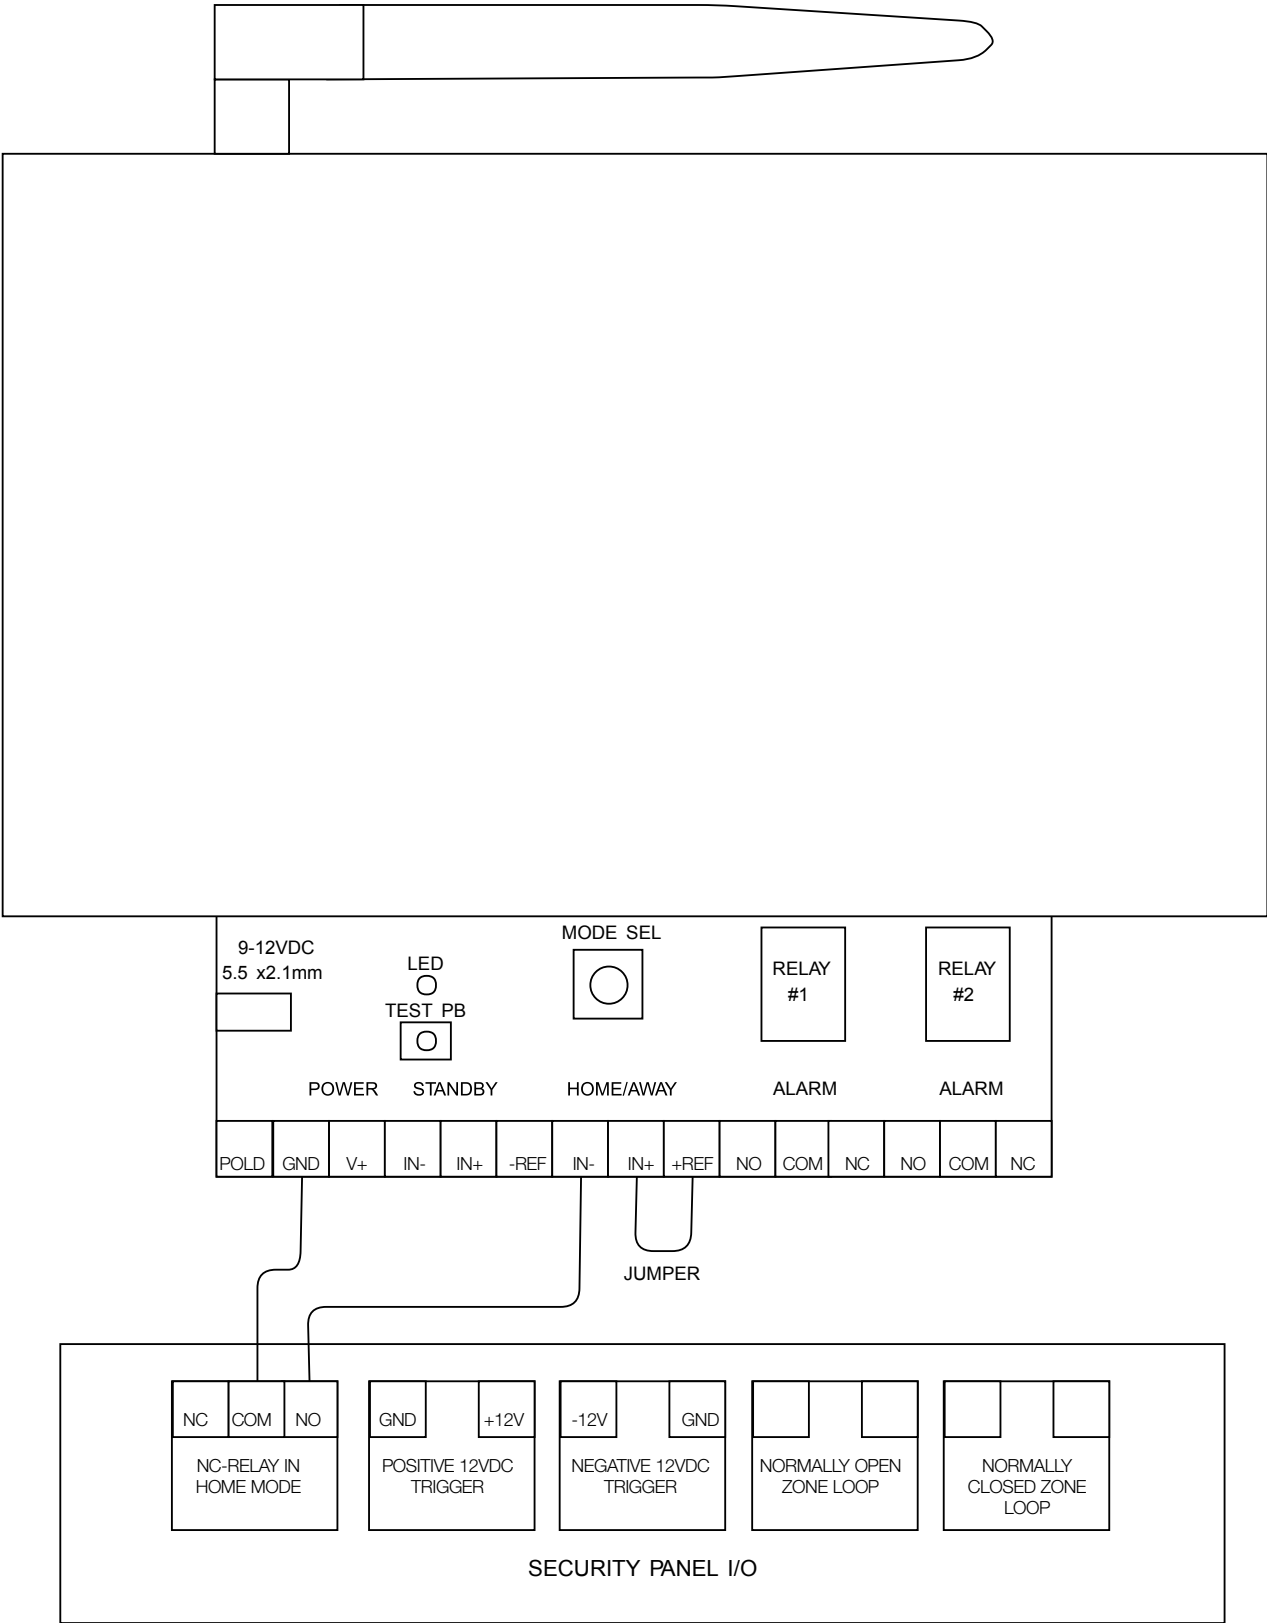 9-12VDC
5.5 x2.1mm
LED
TEST PB
MODE SEL
RELAY
#1
RELAY
#2
POWER STANDBY HOME/AWAY ALARM ALARM
POLD GND V+ IN- IN+ -REF IN- IN+ +REF NO COM NC NO COM NC
JUMPER
NC COM NO
NC-RELAY IN
HOME MODE
GND +12V
POSITIVE 12VDC
TRIGGER
-12V GND
NEGATIVE 12VDC
TRIGGER
NORMALLY OPEN
ZONE LOOP
NORMALLY
CLOSED ZONE
LOOP
SECURITY PANEL I/O